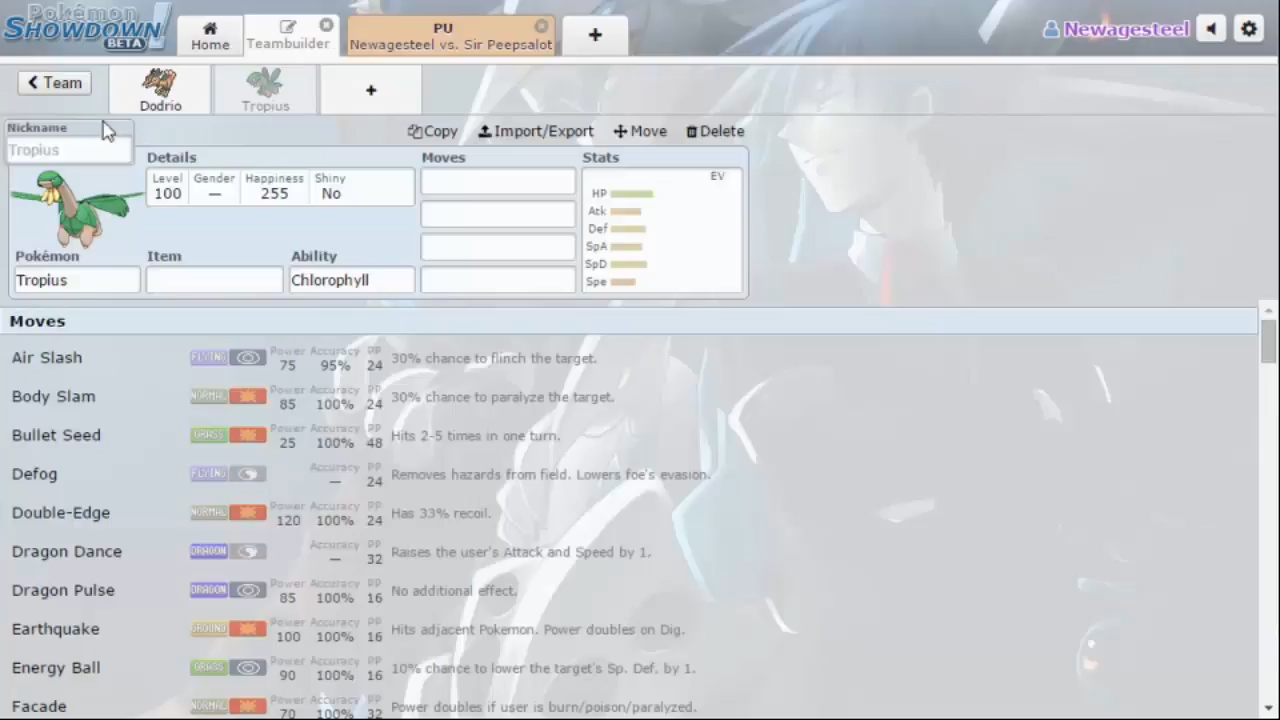 Pokémon
SHOWDOWN!
BETA
Home
Teambuilder
PU
Newagesteel vs. Sir Peepsalot
+
Newagesteel
Team
Dodrio
Tropius
+
Nickname
Tropius
Copy
Import/Export
Move
Delete
Details
Moves
Stats
Level Gender Happiness Shiny
100 — 255 No
EV
HP
Atk
Def
SpA
SpD
Spe
Pokémon Item Ability
Tropius Chlorophyll
Moves
Air Slash FLYING Power 75 Accuracy 95% PP 24 30% chance to flinch the target.
Body Slam NORMAL Power 85 Accuracy 100% PP 24 30% chance to paralyze the target.
Bullet Seed GRASS Power 25 Accuracy 100% PP 48 Hits 2-5 times in one turn.
Defog FLYING Accuracy — PP 24 Removes hazards from field. Lowers foe's evasion.
Double-Edge NORMAL Power 120 Accuracy 100% PP 24 Has 33% recoil.
Dragon Dance DRAGON Accuracy — PP 32 Raises the user's Attack and Speed by 1.
Dragon Pulse DRAGON Power 85 Accuracy 100% PP 16 No additional effect.
Earthquake GROUND Power 100 Accuracy 100% PP 16 Hits adjacent Pokemon. Power doubles on Dig.
Energy Ball GRASS Power 90 Accuracy 100% PP 16 10% chance to lower the target's Sp. Def. by 1.
Facade NORMAL Power 70 Accuracy 100% PP 32 Power doubles if user is burn/poison/paralyzed.